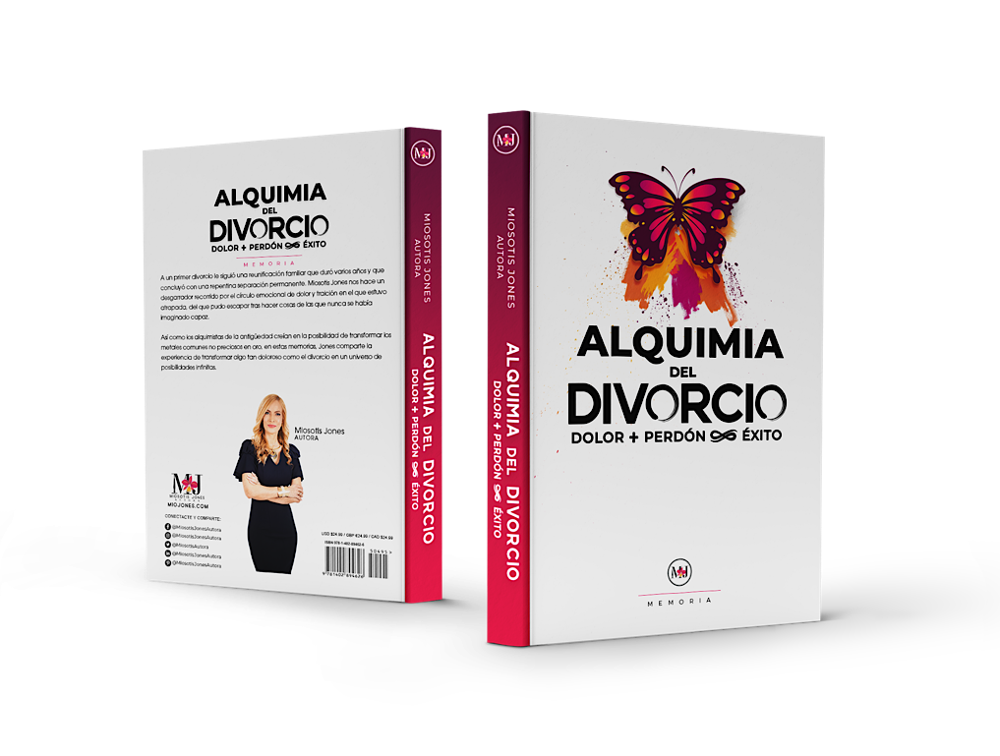 ALQUIMIA
DEL
DIVORCIO
DOLOR + PERDÓN ÉXITO
MEMORIA
A un primer divorcio le siguió una reunificación familiar que duró varios años y que
concluyó con una repentina separación permanente. Miosotis Jones nos hace un
desgarrador recorrido por el círculo emocional de dolor y traición en el que estuvo
atrapada, del que pudo escapar tras hacer cosas de las que nunca se había
imaginado capaz.
Así como los alquimistas de la antigüedad creían en la posibilidad de transformar los
metales comunes no preciosos en oro, en estas memorias, Jones comparte la
experiencia de transformar algo tan doloroso como el divorcio en un universo de
posibilidades infinitas.
Miosotis Jones
AUTORA
MJ
MIOSOTIS JONES
MIOJONES.COM
CONECTACTE Y COMPARTE:
@MiosotisJonesAutora
@MiosotisJonesAutora
@MiosotisAutora
@MiosotisJonesAutora
@MiosotisJonesAutora
USD $24.99 / GBP €24.99 / CAD $24.99
50695>
MJ
MIOSOTIS JONES
AUTORA
ALQUIMIA DEL DIVORCIO
DOLOR + PERDÓN ÉXITO
MJ
MIOSOTIS JONES
AUTORA
ALQUIMIA DEL DIVORCIO
DOLOR + PERDÓN ÉXITO
ALQUIMIA
DEL
DIVORCIO
DOLOR + PERDÓN ÉXITO
MJ
MEMORIA